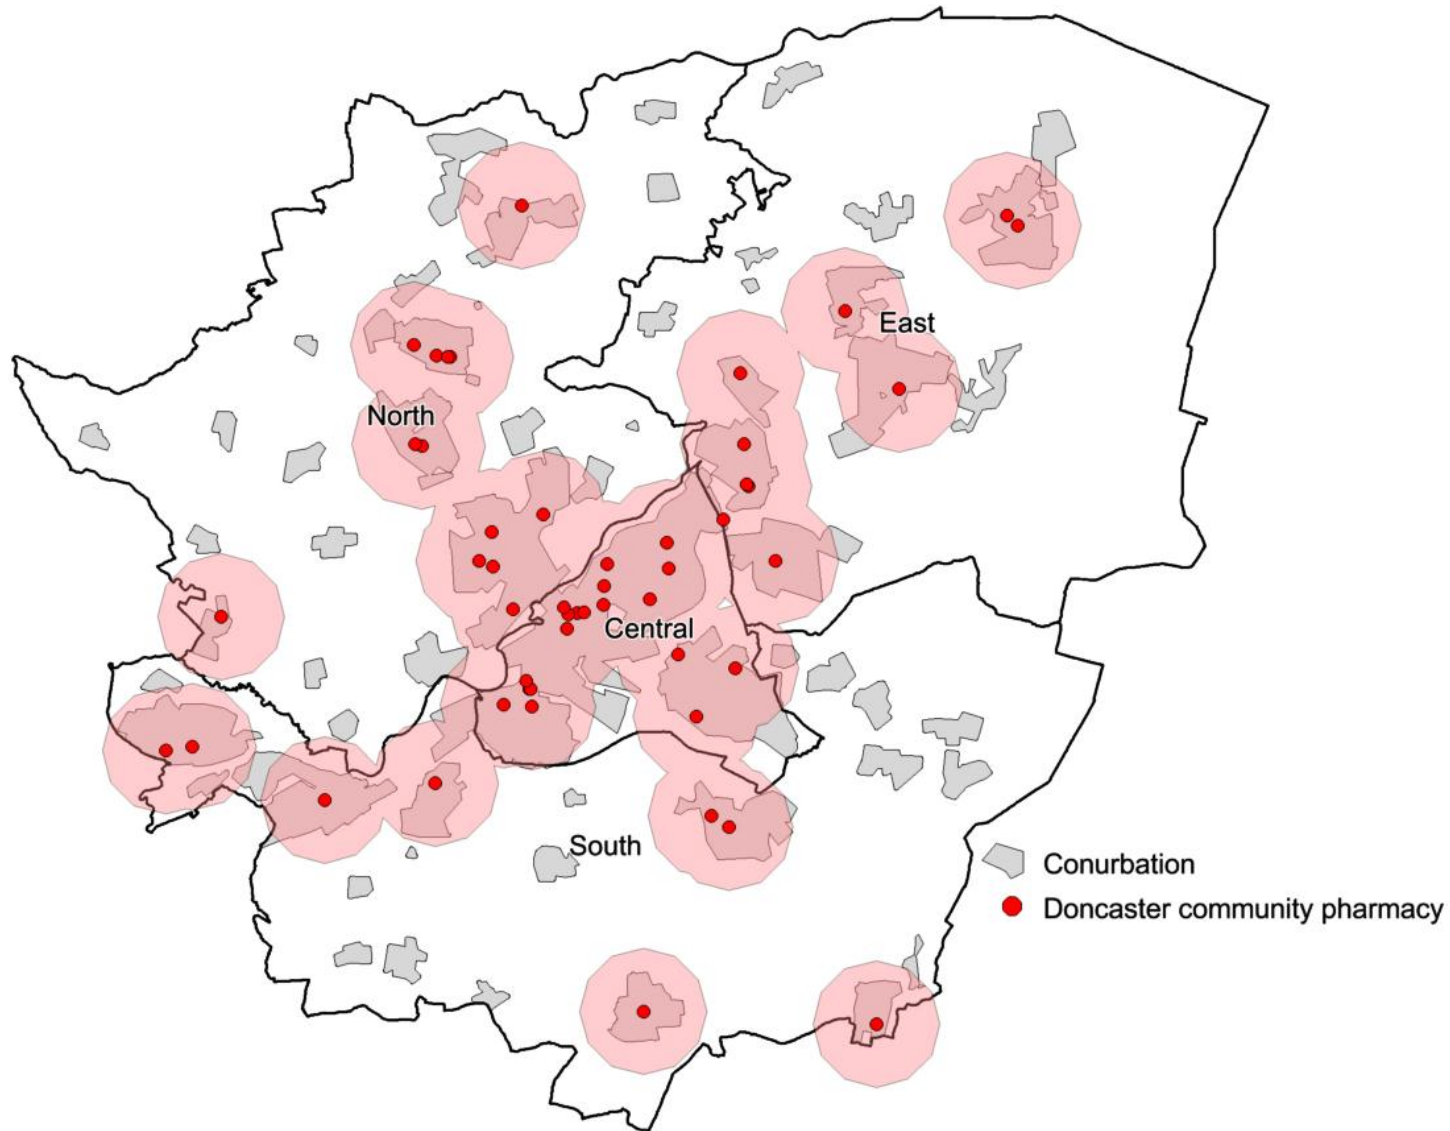 East
North
Central
South
Conurbation
Doncaster community pharmacy